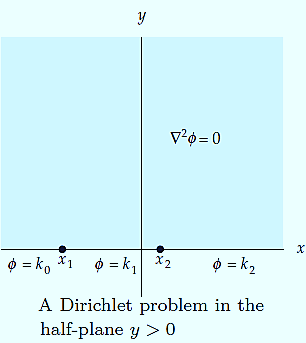 y
∇²ϕ = 0
x
ϕ = k₀ x₁ ϕ = k₁ x₂ ϕ = k₂
A Dirichlet problem in the
half-plane y > 0